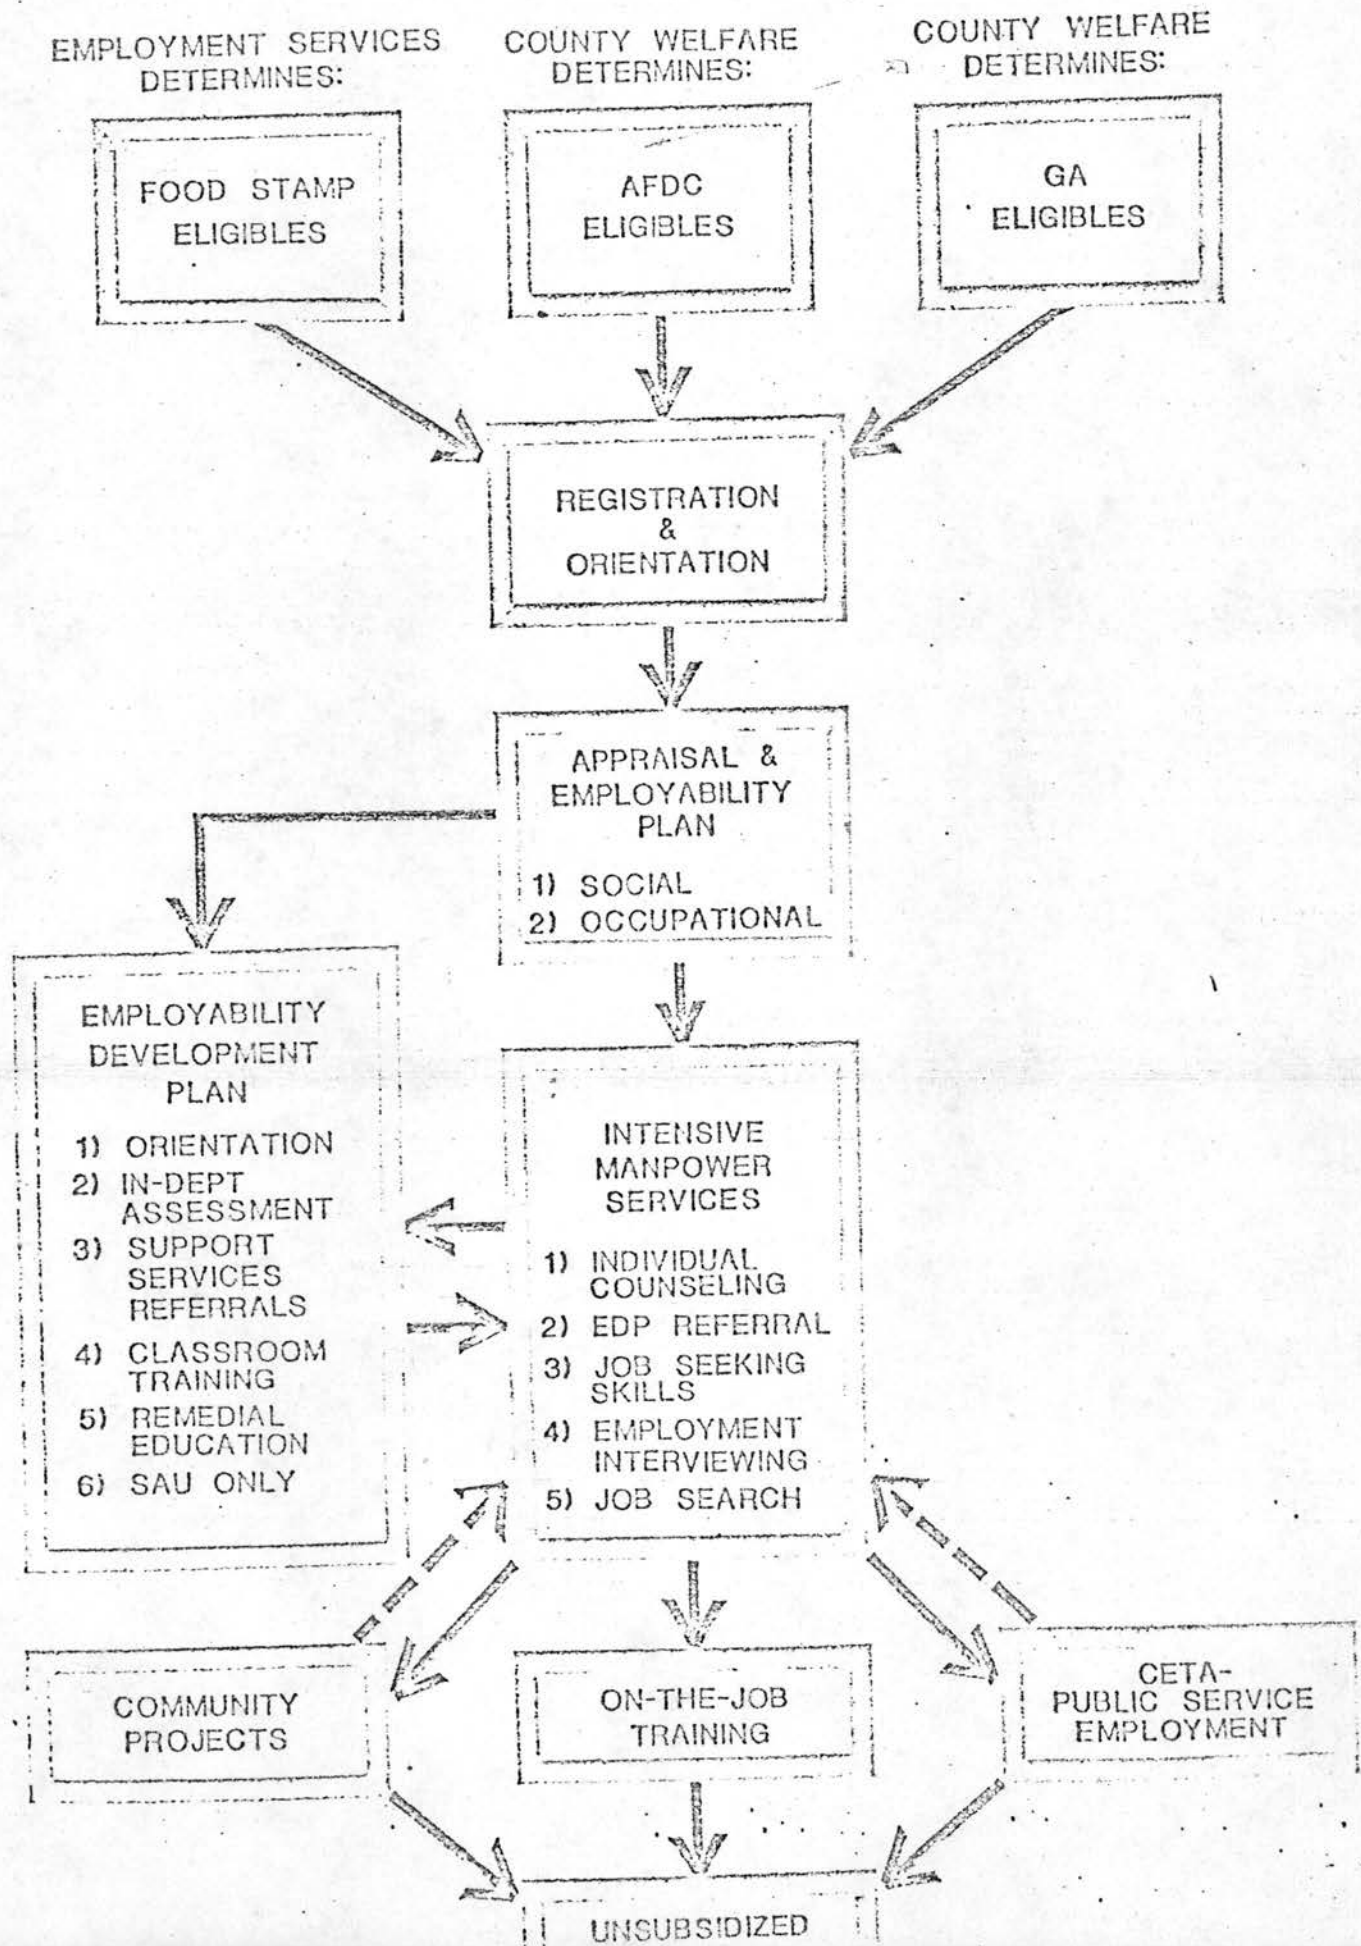 EMPLOYMENT SERVICES
DETERMINES:
COUNTY WELFARE
DETERMINES:
COUNTY WELFARE
DETERMINES:
FOOD STAMP
ELIGIBLES
AFDC
ELIGIBLES
GA
ELIGIBLES
REGISTRATION
&
ORIENTATION
APPRAISAL &
EMPLOYABILITY
PLAN
1) SOCIAL
2) OCCUPATIONAL
EMPLOYABILITY
DEVELOPMENT
PLAN
1) ORIENTATION
2) IN-DEPT
ASSESSMENT
3) SUPPORT
SERVICES
REFERRALS
4) CLASSROOM
TRAINING
5) REMEDIAL
EDUCATION
6) SAU ONLY
INTENSIVE
MANPOWER
SERVICES
1) INDIVIDUAL
COUNSELING
2) EDP REFERRAL
3) JOB SEEKING
SKILLS
4) EMPLOYMENT
INTERVIEWING
5) JOB SEARCH
COMMUNITY
PROJECTS
ON-THE-JOB
TRAINING
CETA-
PUBLIC SERVICE
EMPLOYMENT
UNSUBSIDIZED